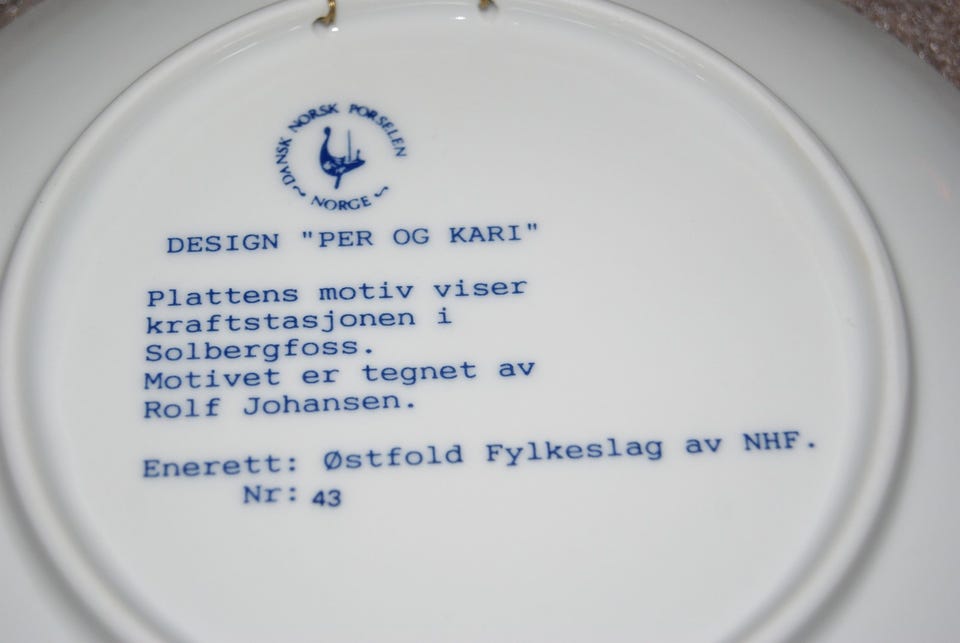 ~ DANSK NORSK PORSELEN ~
NORGE
DESIGN "PER OG KARI"
Plattens motiv viser
kraftstasjonen i
Solbergfoss.
Motivet er tegnet av
Rolf Johansen.
Enerett: Østfold Fylkeslag av NHF.
Nr: 43